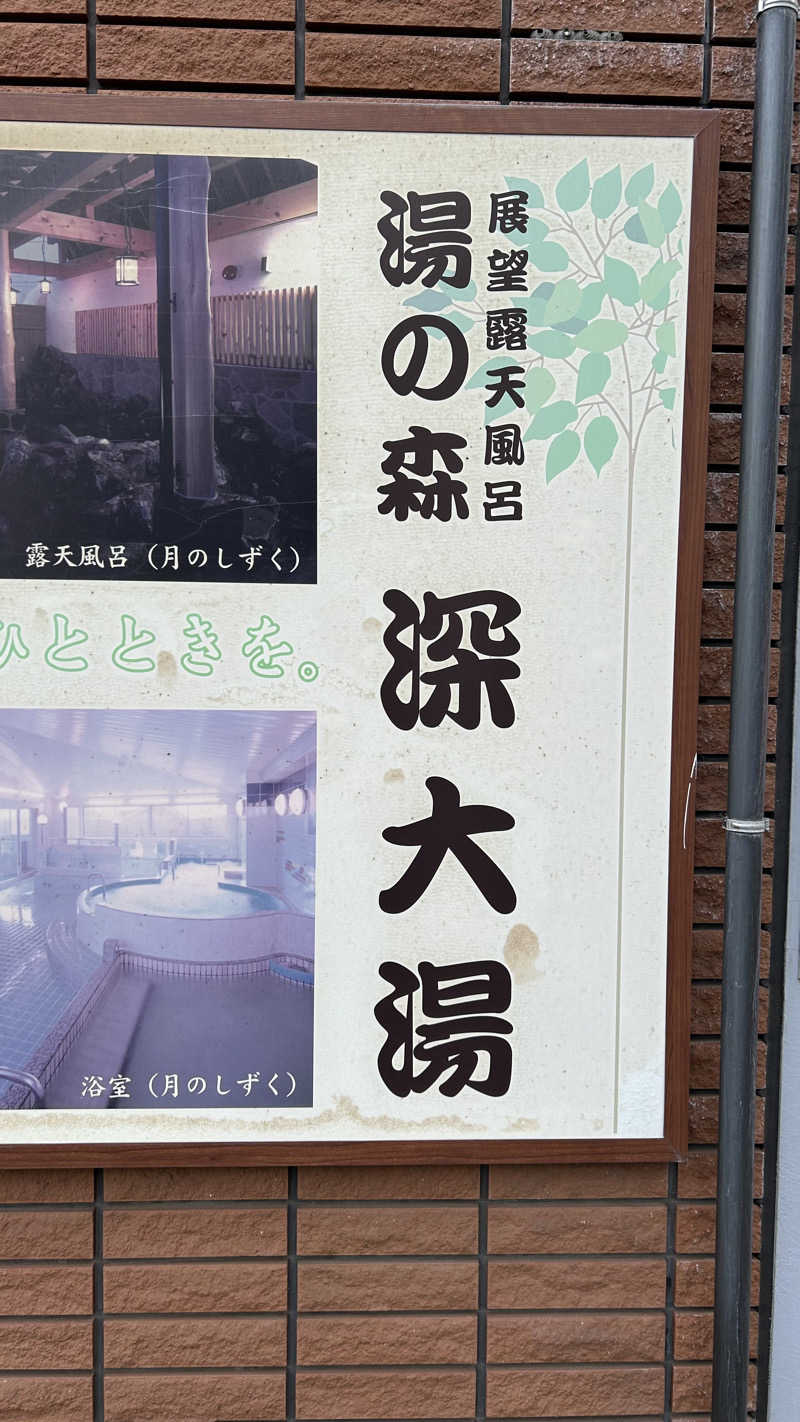 展望露天風呂
湯の森 深大湯
露天風呂（月のしずく）
ひとときを。
浴室（月のしずく）